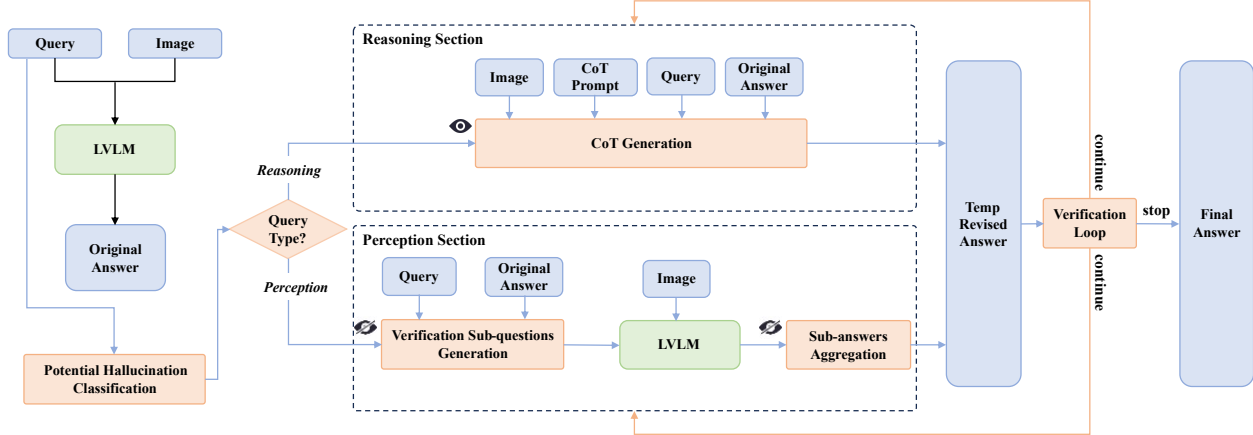 Query
Image
LVLM
Original
Answer
Potential Hallucination
Classification
Query
Type?
Reasoning
Perception
Reasoning Section
Image
CoT
Prompt
Query
Original
Answer
CoT Generation
Perception Section
Query
Original
Answer
Image
Verification Sub-questions
Generation
LVLM
Sub-answers
Aggregation
Temp
Revised
Answer
continue
Verification
Loop
continue
stop
Final
Answer